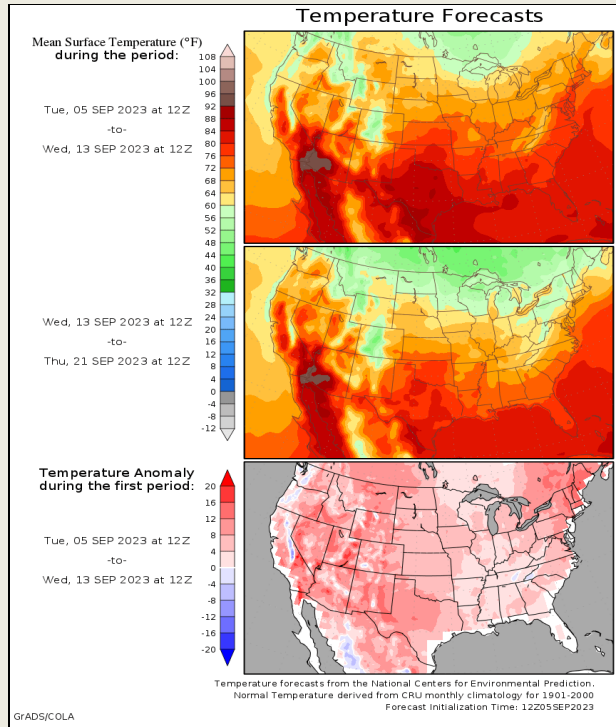 Temperature Forecasts
Mean Surface Temperature (°F)
during the period:
Tue, 05 SEP 2023 at 12Z
-to-
Wed, 13 SEP 2023 at 12Z
108
104
100
96
92
88
84
80
76
72
68
64
60
56
52
48
44
40
36
32
28
24
20
16
12
8
4
0
-4
-8
-12
Wed, 13 SEP 2023 at 12Z
-to-
Thu, 21 SEP 2023 at 12Z
Temperature Anomaly
during the first period:
Tue, 05 SEP 2023 at 12Z
-to-
Wed, 13 SEP 2023 at 12Z
20
16
12
8
4
0
-4
-8
-12
-16
-20
Temperature forecasts from the National Centers for Environmental Prediction.
Normal Temperature derived from CRU monthly climatology for 1901-2000
Forecast Initialization Time: 12Z05SEP2023
GrADS/COLA